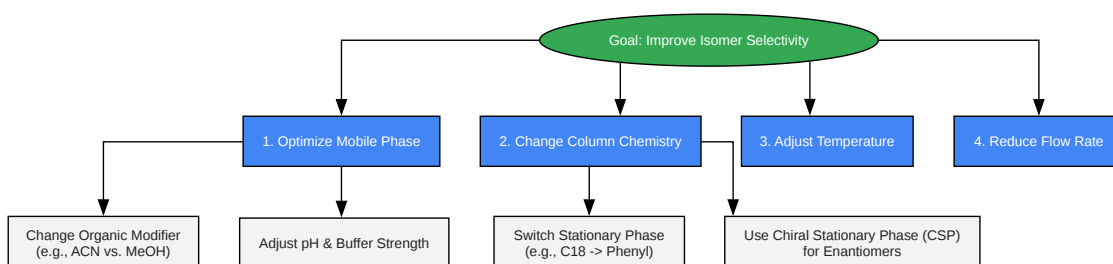 Goal: Improve Isomer Selectivity
1. Optimize Mobile Phase
2. Change Column Chemistry
3. Adjust Temperature
4. Reduce Flow Rate
Change Organic Modifier
(e.g., ACN vs. MeOH)
Adjust pH & Buffer Strength
Switch Stationary Phase
(e.g., C18 -> Phenyl)
Use Chiral Stationary Phase (CSP)
for Enantiomers